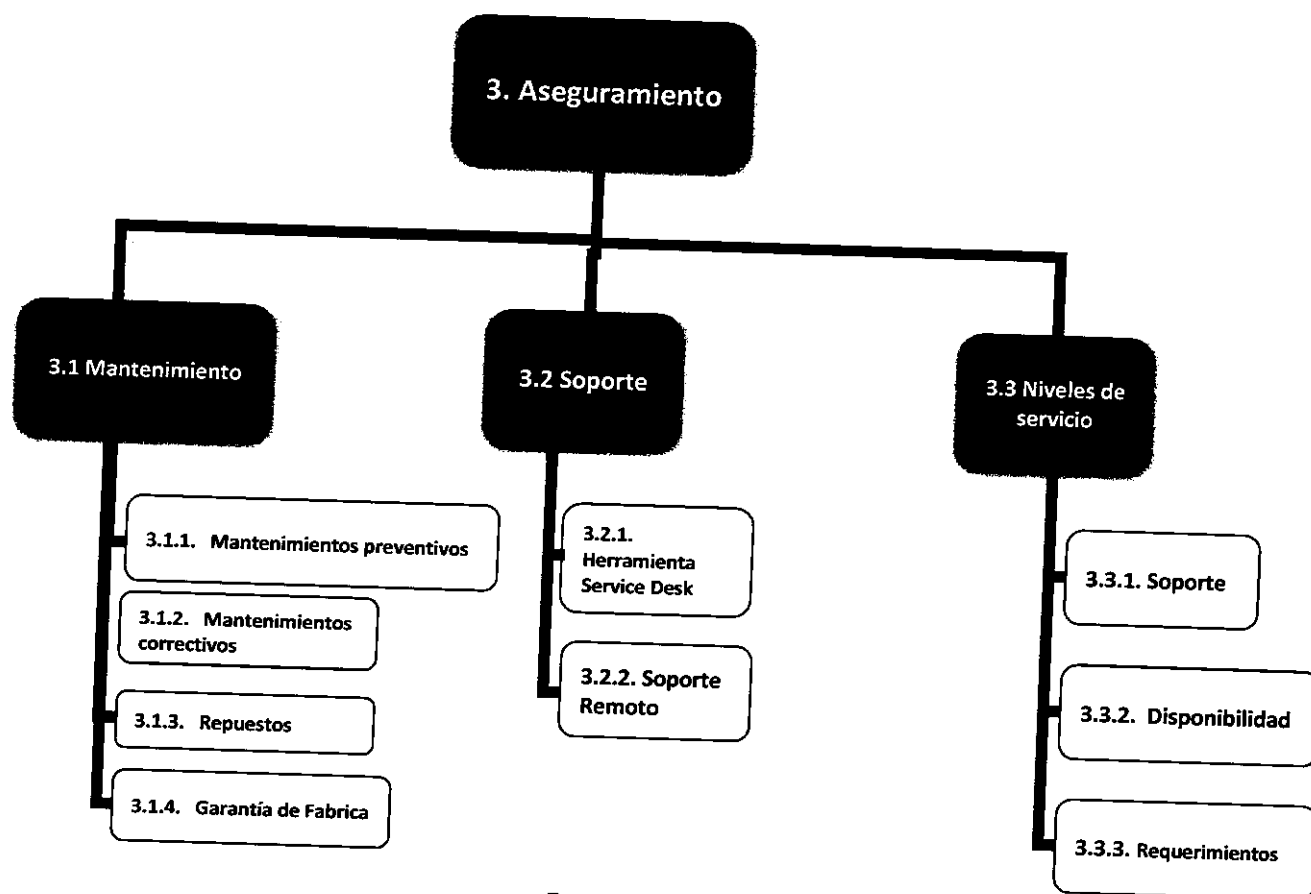 3. Aseguramiento
3.1 Mantenimiento
3.1.1. Mantenimientos preventivos
3.1.2. Mantenimientos
correctivos
3.1.3. Repuestos
3.1.4. Garantía de Fabrica
3.2 Soporte
3.2.1.
Herramienta
Service Desk
3.2.2. Soporte
Remoto
3.3 Niveles de
servicio
3.3.1. Soporte
3.3.2. Disponibilidad
3.3.3. Requerimientos